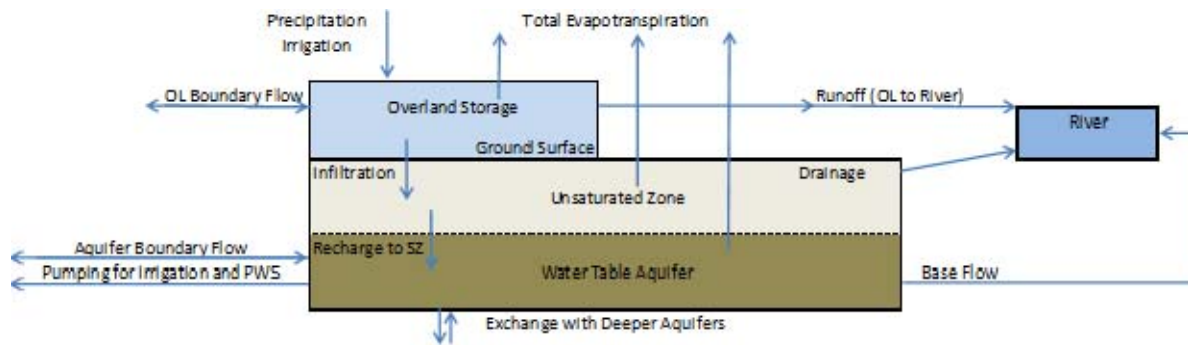 Precipitation
Irrigation
Total Evapotranspiration
OL Boundary Flow
Overland Storage
Runoff (OL to River)
River
Ground Surface
Infiltration
Drainage
Unsaturated Zone
Aquifer Boundary Flow
Recharge to SZ
Pumping for Irrigation and PWS
Water Table Aquifer
Base Flow
Exchange with Deeper Aquifers